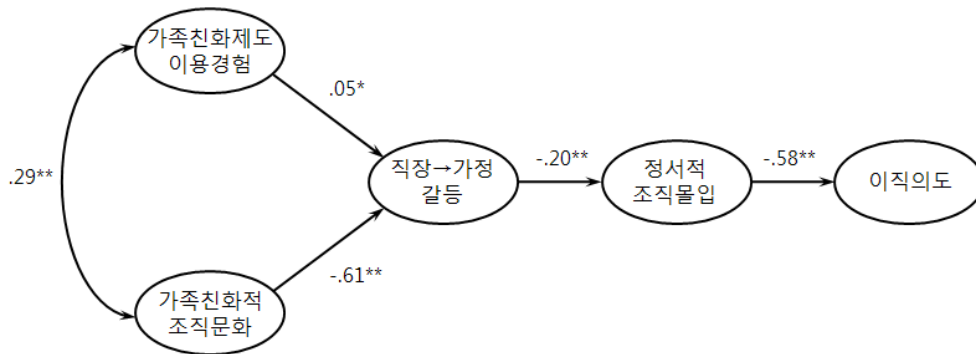 가족친화제도
이용경험
.05*
.29**
직장→가정
갈등
-.20**
정서적
조직몰입
-.58**
이직의도
-.61**
가족친화적
조직문화